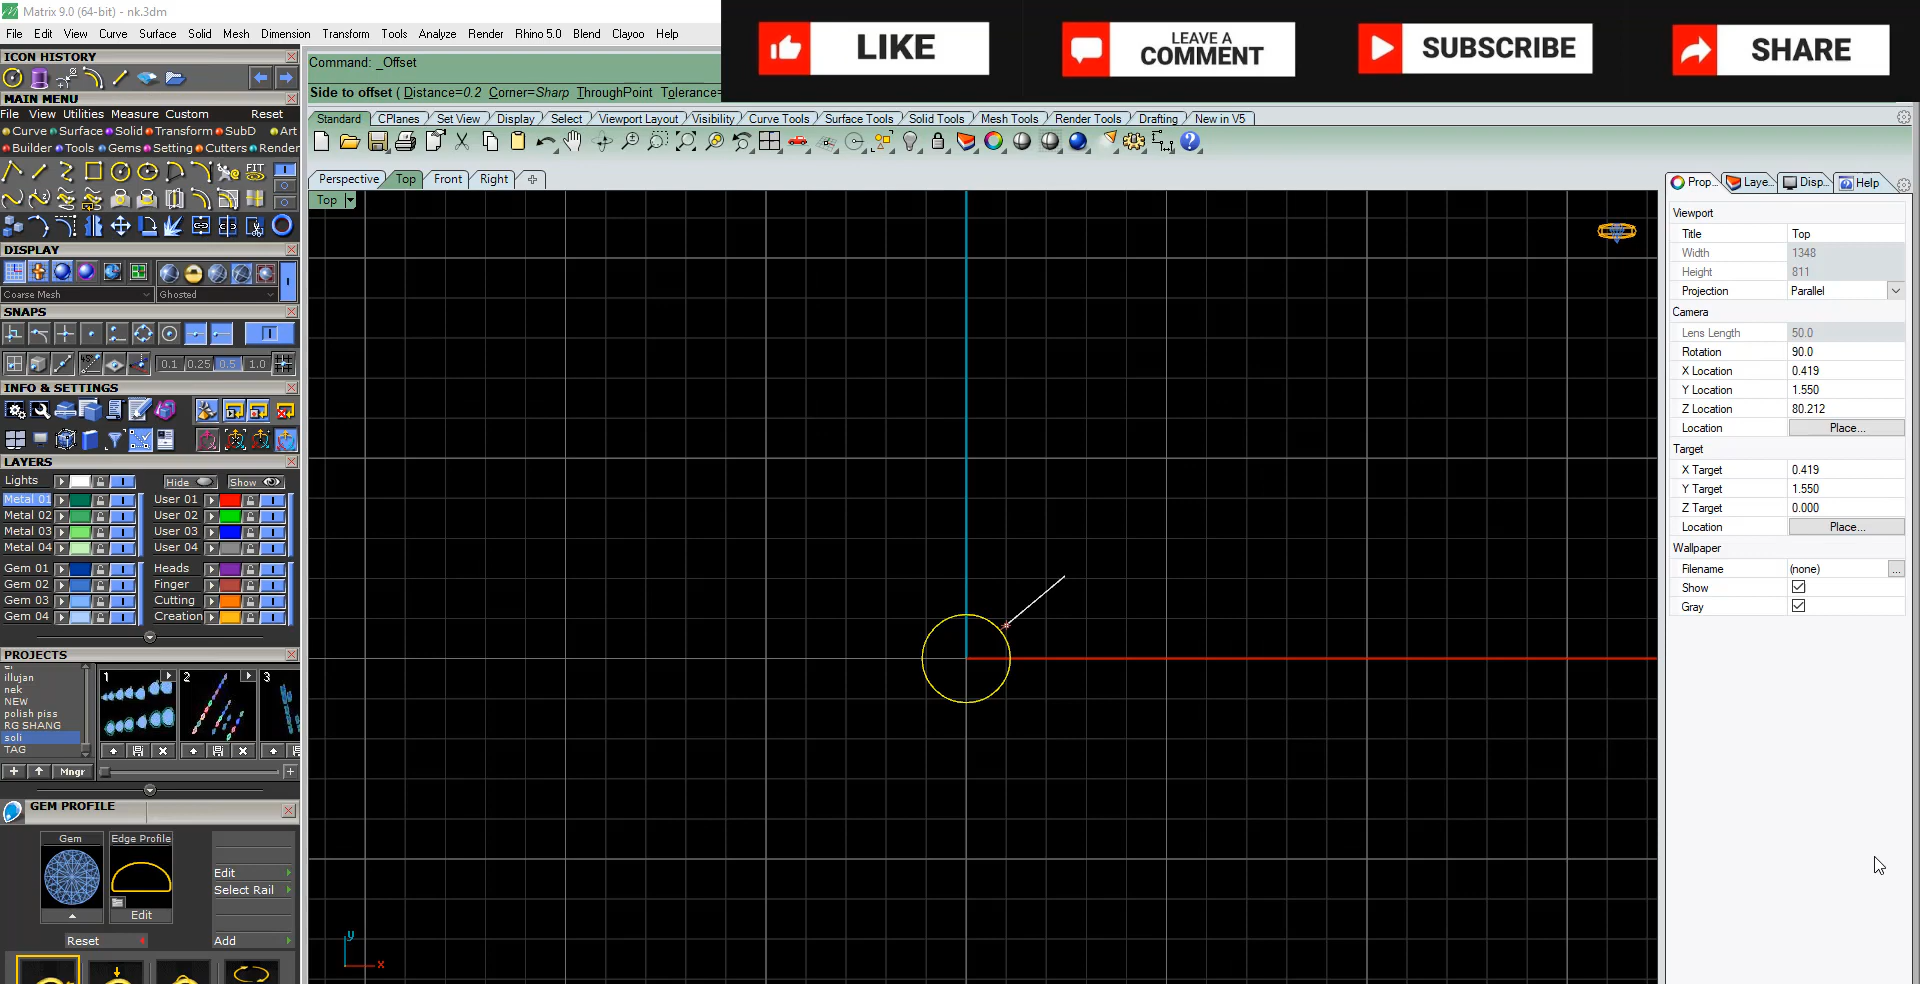 Matrix 9.0 (64-bit) - nk.3dm
File Edit View Curve Surface Solid Mesh Dimension Transform Tools Analyze Render Rhino 5.0 Blend Clayoo Help
LIKE
LEAVE A
COMMENT
SUBSCRIBE
SHARE
ICON HISTORY
Command: _Offset
Side to offset ( Distance=0.2 Corner=Sharp ThroughPoint Tolerance=
MAIN MENU
File View Utilities Measure Custom Reset
Curve Surface Solid Transform SubD Art
Builder Tools Gems Setting Cutters Render
Standard CPlanes Set View Display Select Viewport Layout Visibility Curve Tools Surface Tools Solid Tools Mesh Tools Render Tools Drafting New in V5
FIT
Perspective Top Front Right
Top
DISPLAY
Coarse Mesh Ghosted
SNAPS
0.1 0.25 0.5 1.0
INFO & SETTINGS
LAYERS
Lights Hide Show
Metal 01 User 01
Metal 02 User 02
Metal 03 User 03
Metal 04 User 04
Gem 01 Heads
Gem 02 Finger
Gem 03 Cutting
Gem 04 Creation
PROJECTS
illujan
nek
NEW
polish piss
RG SHANG
soli
TAG
1 2 3
Mngr
GEM PROFILE
Gem Edge Profile
Edit
Select Rail
Edit
Reset Add
y
x
Prop... Laye... Disp... Help
Viewport
Title Top
Width 1348
Height 811
Projection Parallel
Camera
Lens Length 50.0
Rotation 90.0
X Location 0.419
Y Location 1.550
Z Location 80.212
Location Place...
Target
X Target 0.419
Y Target 1.550
Z Target 0.000
Location Place...
Wallpaper
Filename (none) ...
Show
Gray